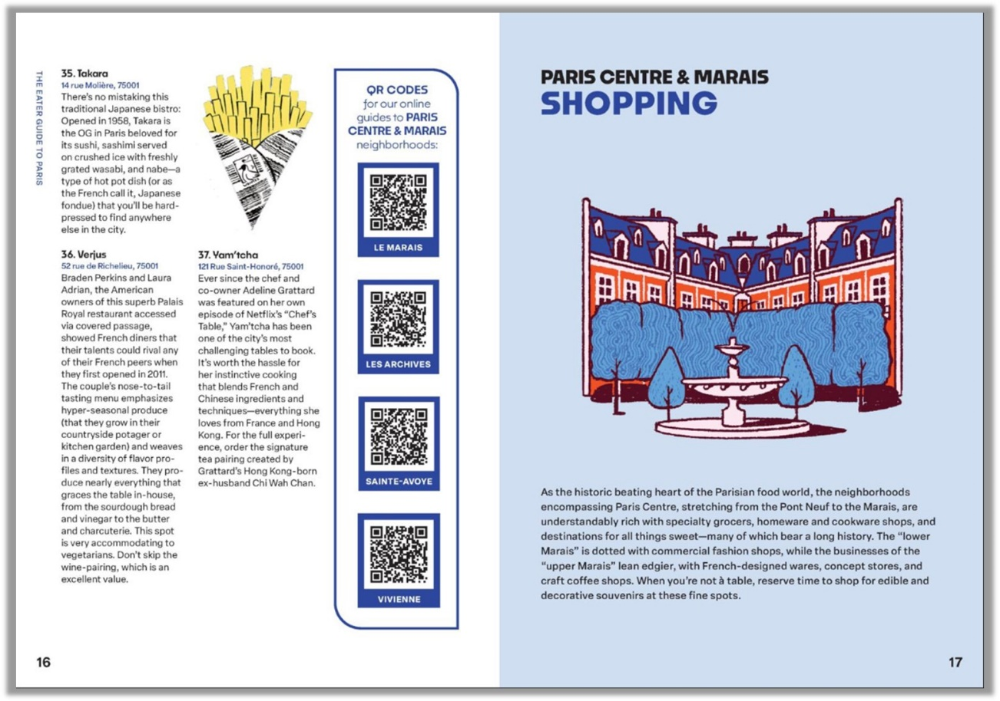 THE EATER GUIDE TO PARIS
35. Takara
14 rue Molière, 75001
There's no mistaking this
traditional Japanese bistro:
Opened in 1958, Takara is
the OG in Paris beloved for
its sushi, sashimi served
on crushed ice with freshly
grated wasabi, and nabe—a
type of hot pot dish (or as
the French call it, Japanese
fondue) that you'll be hard-
pressed to find anywhere
else in the city.
36. Verjus
52 rue de Richelieu, 75001
Braden Perkins and Laura
Adrian, the American
owners of this superb Palais
Royal restaurant accessed
via covered passage,
showed French diners that
their talents could rival any
of their French peers when
they first opened in 2011.
The couple's nose-to-tail
tasting menu emphasizes
hyper-seasonal produce
(that they grow in their
countryside potager or
kitchen garden) and weaves
in a diversity of flavor pro-
files and textures. They pro-
duce nearly everything that
graces the table in-house,
from the sourdough bread
and vinegar to the butter
and charcuterie. This spot
is very accommodating to
vegetarians. Don't skip the
wine-pairing, which is an
excellent value.
37. Yam'tcha
121 Rue Saint-Honoré, 75001
Ever since the chef and
co-owner Adeline Grattard
was featured on her own
episode of Netflix's “Chef's
Table,” Yam'tcha has been
one of the city's most
challenging tables to book.
It's worth the hassle for
her instinctive cooking
that blends French and
Chinese ingredients and
techniques—everything she
loves from France and Hong
Kong. For the full experi-
ence, order the signature
tea pairing created by
Grattard's Hong Kong-born
ex-husband Chi Wah Chan.
QR CODES
for our online
guides to PARIS
CENTRE & MARAIS
neighborhoods:
LE MARAIS
LES ARCHIVES
SAINTE-AVOYE
VIVIENNE
16
PARIS CENTRE & MARAIS
SHOPPING
As the historic beating heart of the Parisian food world, the neighborhoods
encompassing Paris Centre, stretching from the Pont Neuf to the Marais, are
understandably rich with specialty grocers, homeware and cookware shops, and
destinations for all things sweet—many of which bear a long history. The “lower
Marais” is dotted with commercial fashion shops, while the businesses of the
“upper Marais” lean edgier, with French-designed wares, concept stores, and
craft coffee shops. When you're not à table, reserve time to shop for edible and
decorative souvenirs at these fine spots.
17